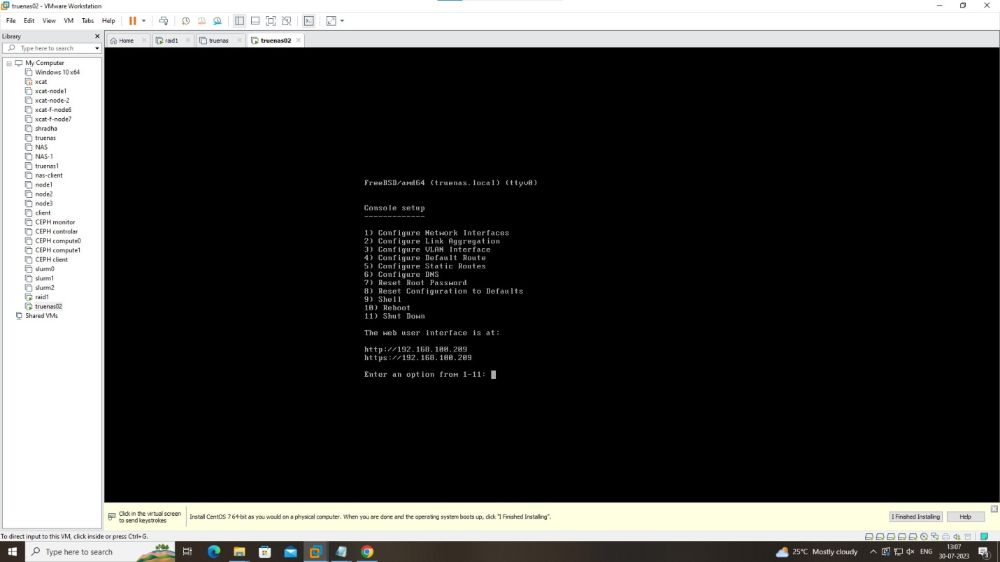 truenas02 - VMware Workstation
File Edit View VM Tabs Help
Library
Type here to search
My Computer
Windows 10 x64
xcat
xcat-node1
xcat-node-2
xcat-f-node6
xcat-f-node7
shradha
truenas
NAS
NAS-1
truenas1
nas-client
node1
node2
node3
client
CEPH monitor
CEPH controlar
CEPH compute0
CEPH compute1
CEPH client
slurm0
slurm1
slurm2
raid1
truenas02
Shared VMs
Home raid1 truenas truenas02
FreeBSD/amd64 (truenas.local) (ttyv0)
Console setup
-------------
1) Configure Network Interfaces
2) Configure Link Aggregation
3) Configure VLAN Interface
4) Configure Default Route
5) Configure Static Routes
6) Configure DNS
7) Reset Root Password
8) Reset Configuration to Defaults
9) Shell
10) Reboot
11) Shut Down
The web user interface is at:
http://192.168.100.209
https://192.168.100.209
Enter an option from 1-11:
Click in the virtual screen
to send keystrokes
Install CentOS 7 64-bit as you would on a physical computer. When you are done and the operating system boots up, click "I Finished Installing".
I Finished Installing Help
To direct input to this VM, click inside or press Ctrl+G.
Type here to search
25°C Mostly cloudy
ENG
13:07
30-07-2023
3